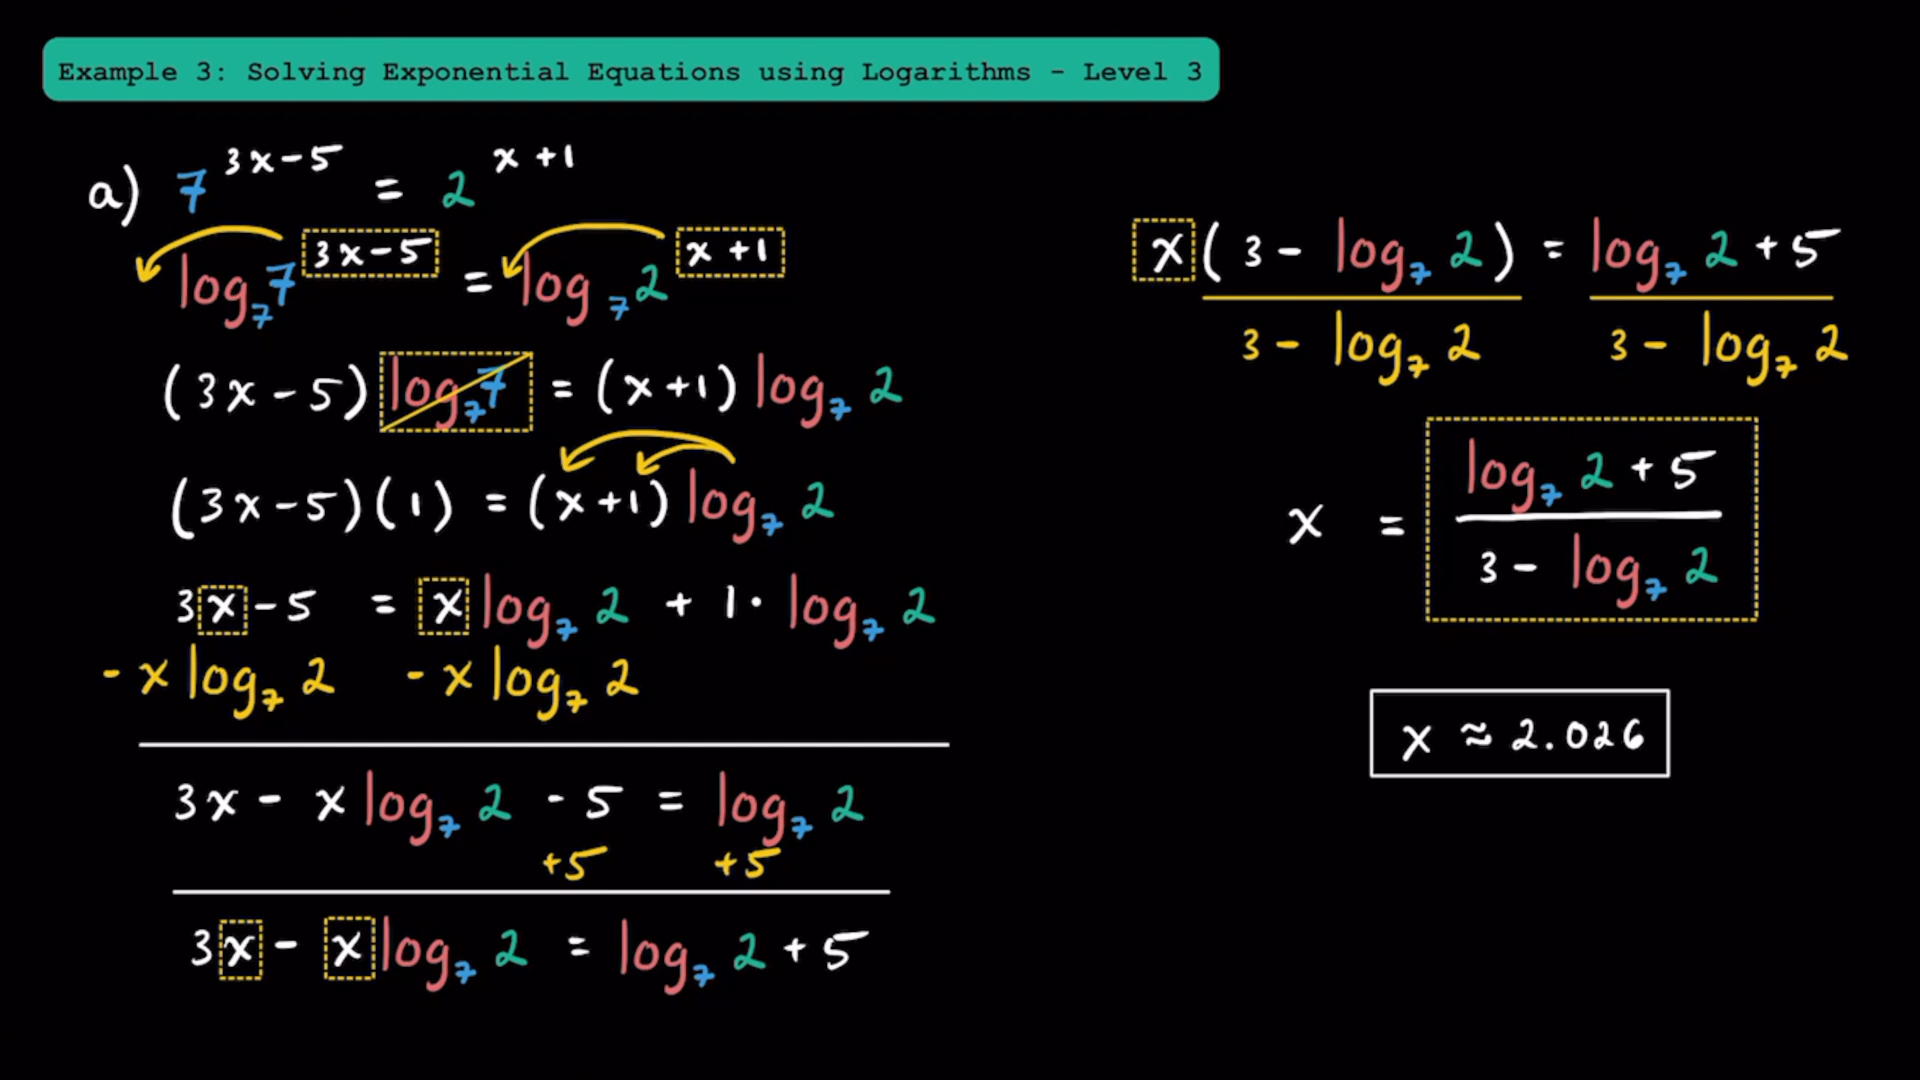 Example 3: Solving Exponential Equations using Logarithms - Level 3
a) 7^(3x-5) = 2^(x+1)
log₇7^(3x-5) = log₇2^(x+1)
(3x-5) log₇7 = (x+1) log₇2
(3x-5)(1) = (x+1) log₇2
3x-5 = x log₇2 + 1· log₇2
-x log₇2 -x log₇2
3x - x log₇2 - 5 = log₇2
+5 +5
3x - x log₇2 = log₇2 + 5
x(3 - log₇2) = log₇2 + 5
3 - log₇2 3 - log₇2
log₇2 + 5
x =
3 - log₇2
x ≈ 2.026